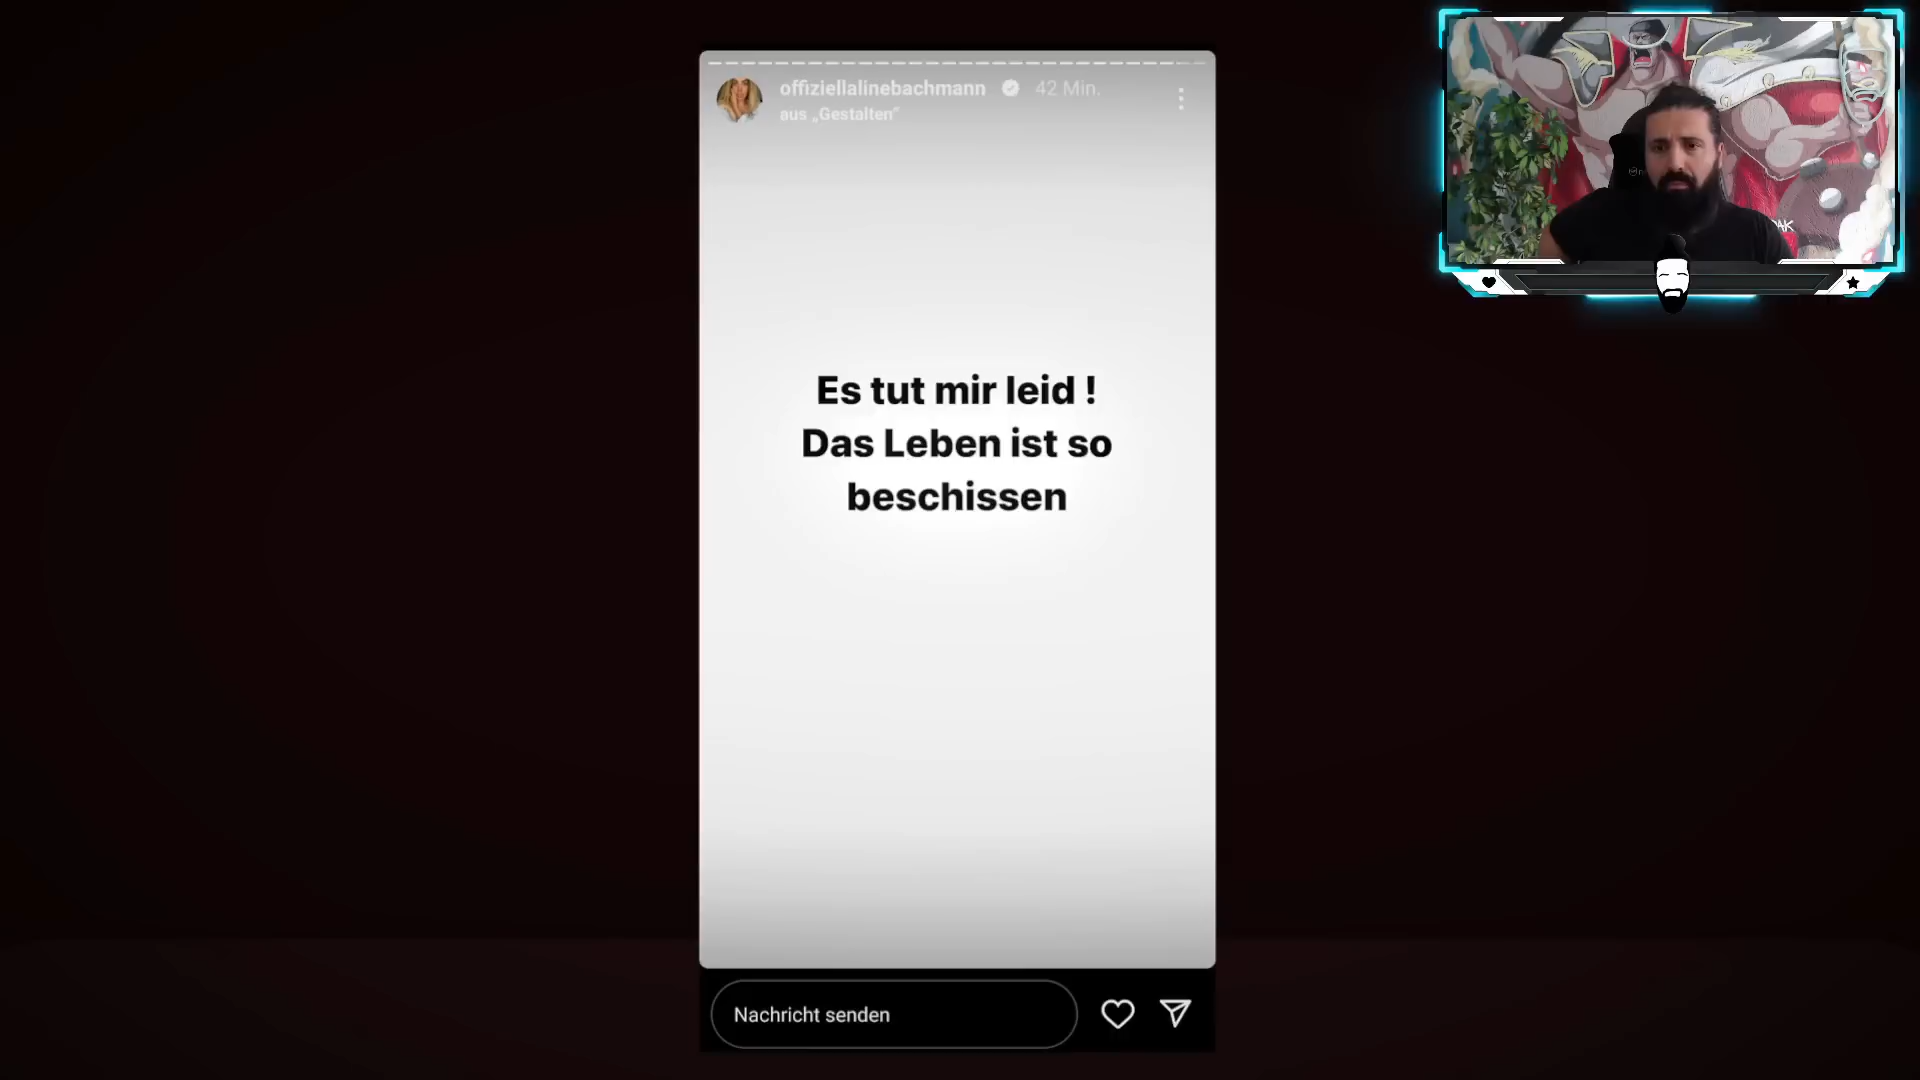 offiziellalinebachmann 42 Min.
aus „Gestalten"
Es tut mir leid !
Das Leben ist so
beschissen
Nachricht senden